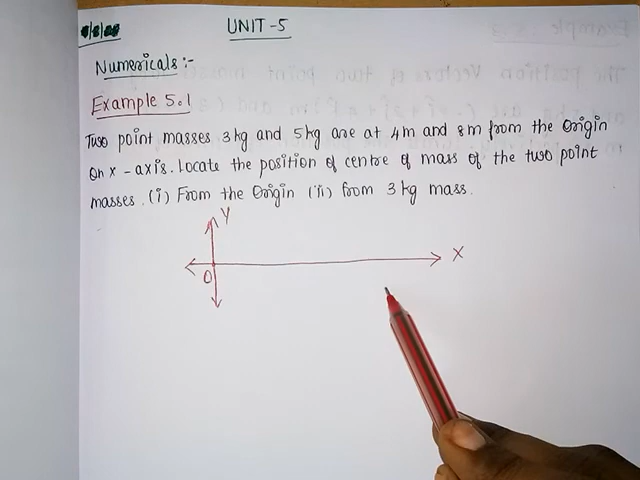 UNIT-5
Numericals:-
Example 5.1
Two point masses 3kg and 5kg are at 4m and 8m from the Origin
on x-axis. Locate the position of centre of mass of the two point
masses. (i) From the Origin (ii) from 3kg mass.
Y
X
O